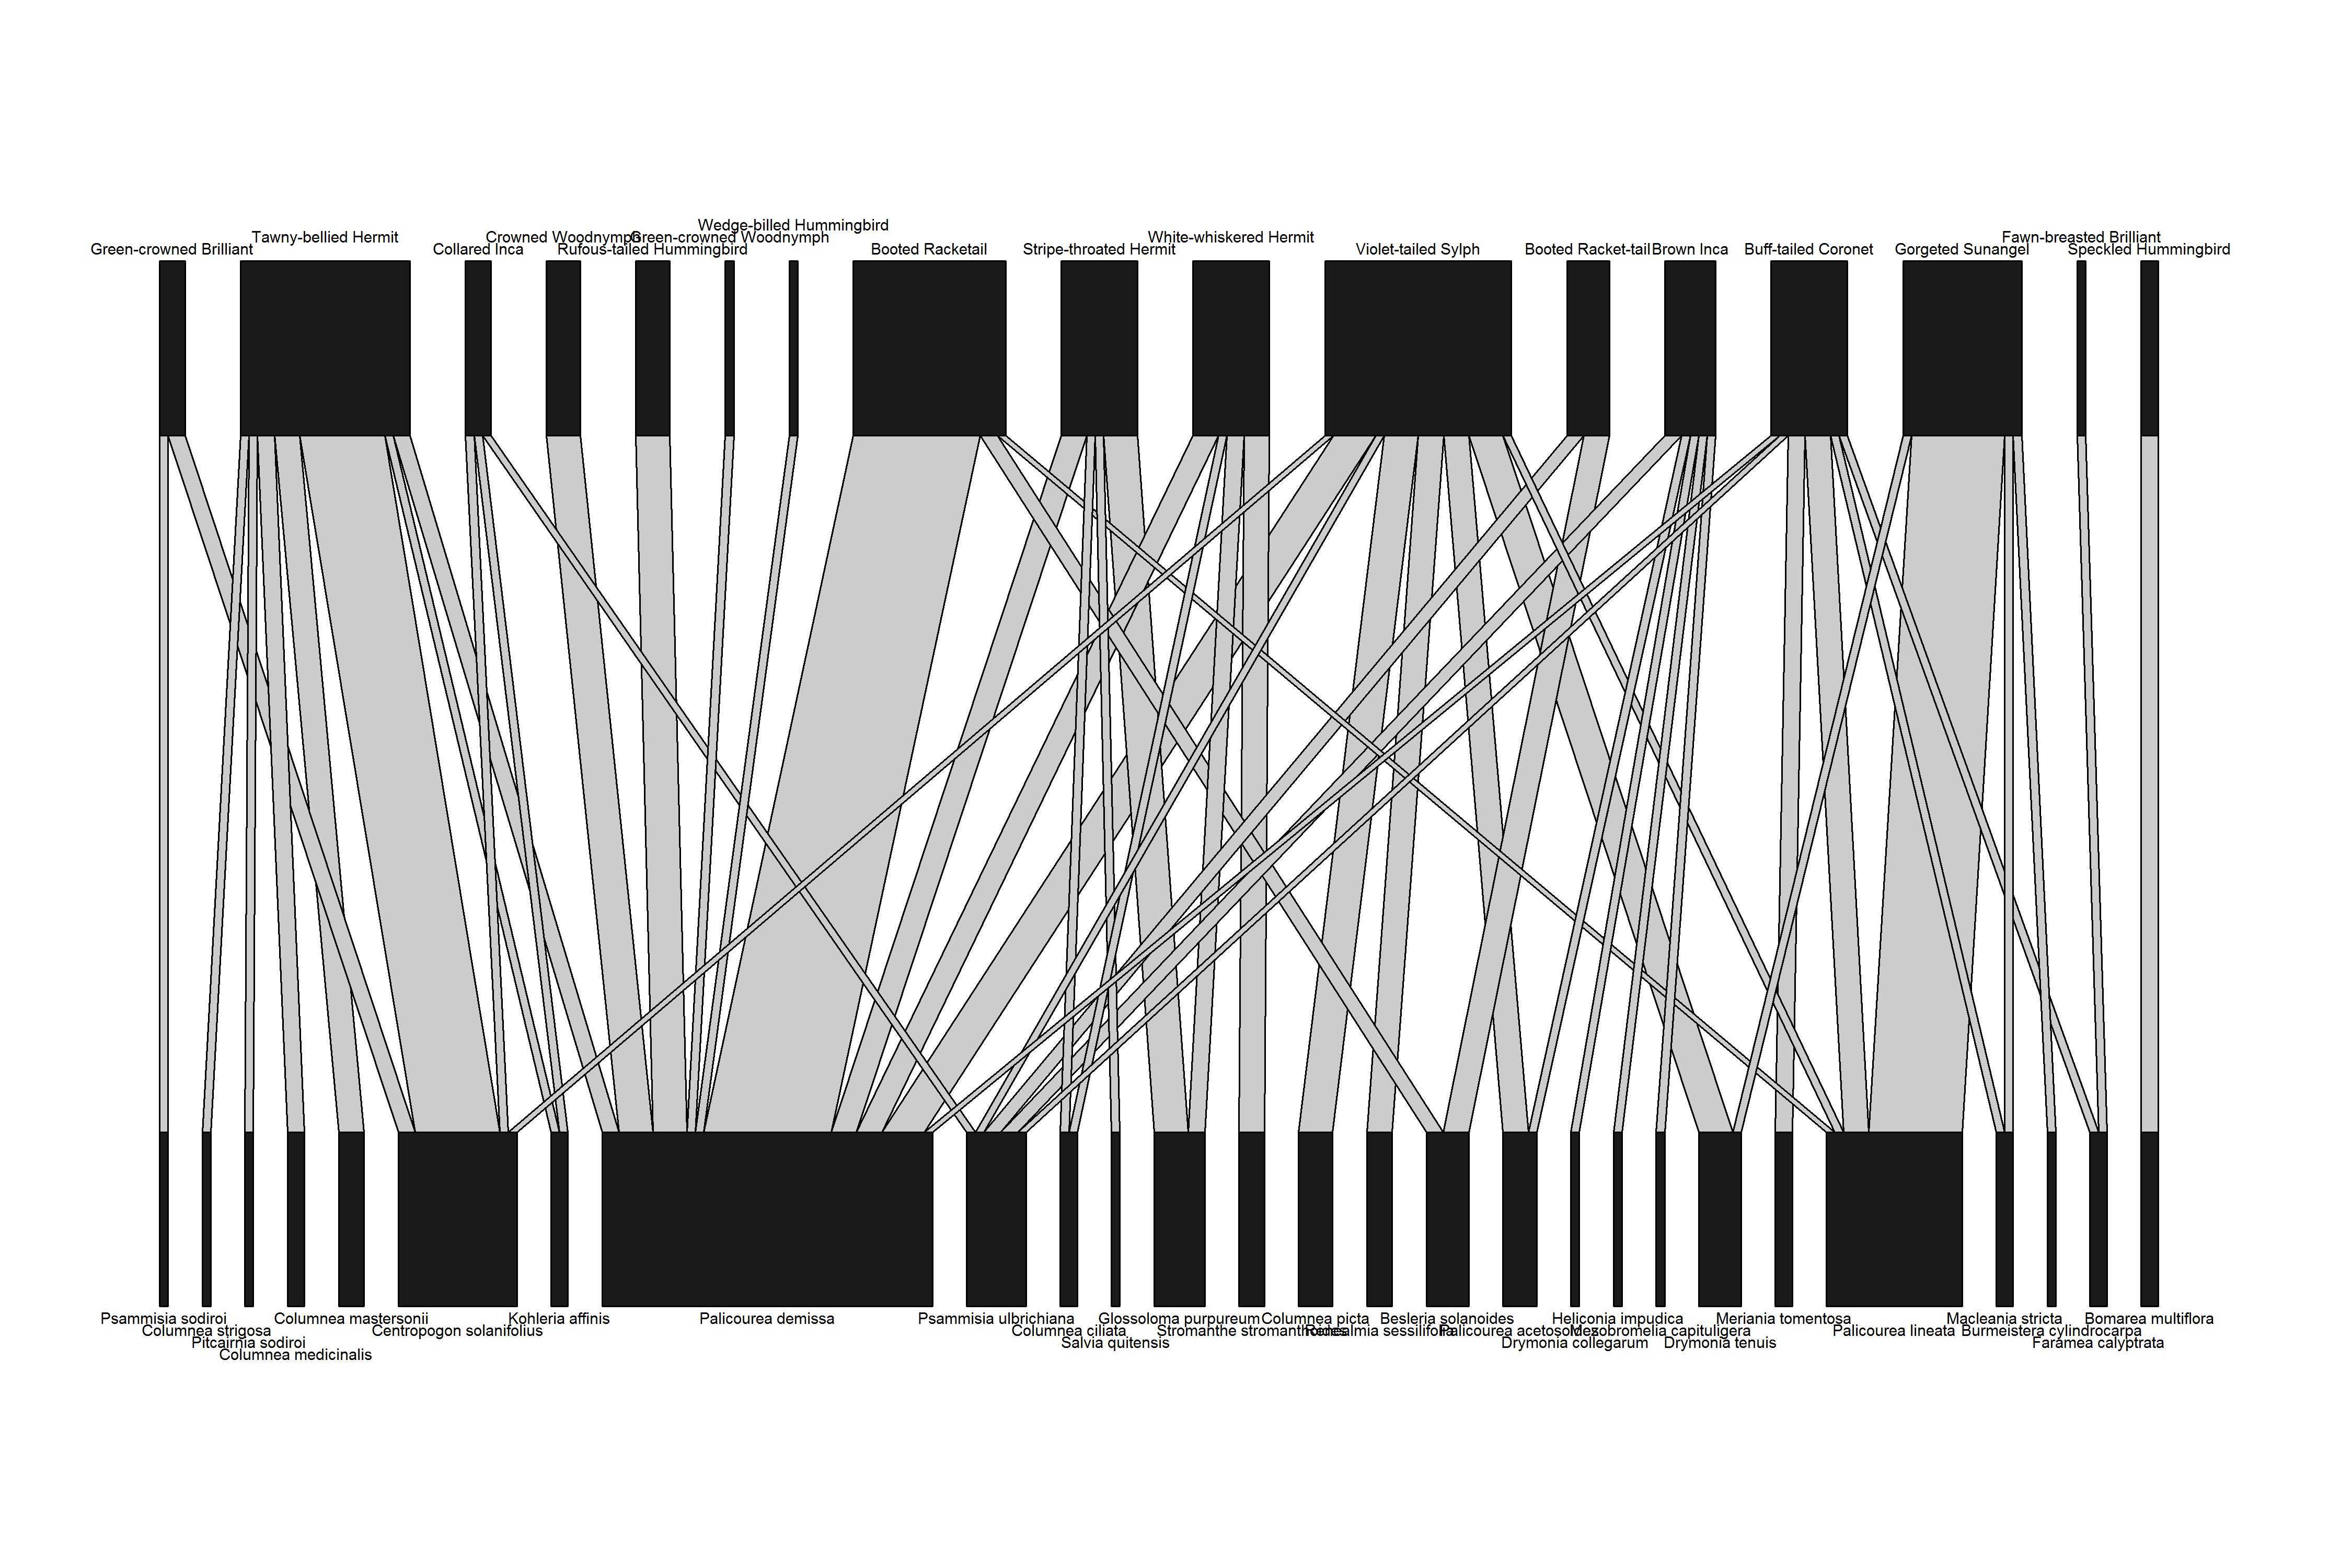 Wedge-billed Hummingbird
Tawny-bellied Hermit
Crowned Woodnymph
Green-crowned Woodnymph
White-whiskered Hermit
Fawn-breasted Brilliant
Green-crowned Brilliant
Collared Inca
Rufous-tailed Hummingbird
Booted Racketail
Stripe-throated Hermit
Violet-tailed Sylph
Booted Racket-tail
Brown Inca
Buff-tailed Coronet
Gorgeted Sunangel
Speckled Hummingbird
Psammisia sodiroi
Columnea mastersonii
Kohleria affinis
Palicourea demissa
Psammisia ulbrichiana
Glossoloma purpureum
Columnea picta
Besleria solanoides
Heliconia impudica
Meriania tomentosa
Macleania stricta
Bomarea multiflora
Columnea strigosa
Centropogon solanifolius
Columnea ciliata
Stromanthe stromanthoides
Renealmia sessilifolia
Palicourea acetosoides
Mezobromelia capituligera
Palicourea lineata
Burmeistera cylindrocarpa
Pitcairnia sodiroi
Salvia quitensis
Drymonia collegarum
Drymonia tenuis
Faramea calyptrata
Columnea medicinalis